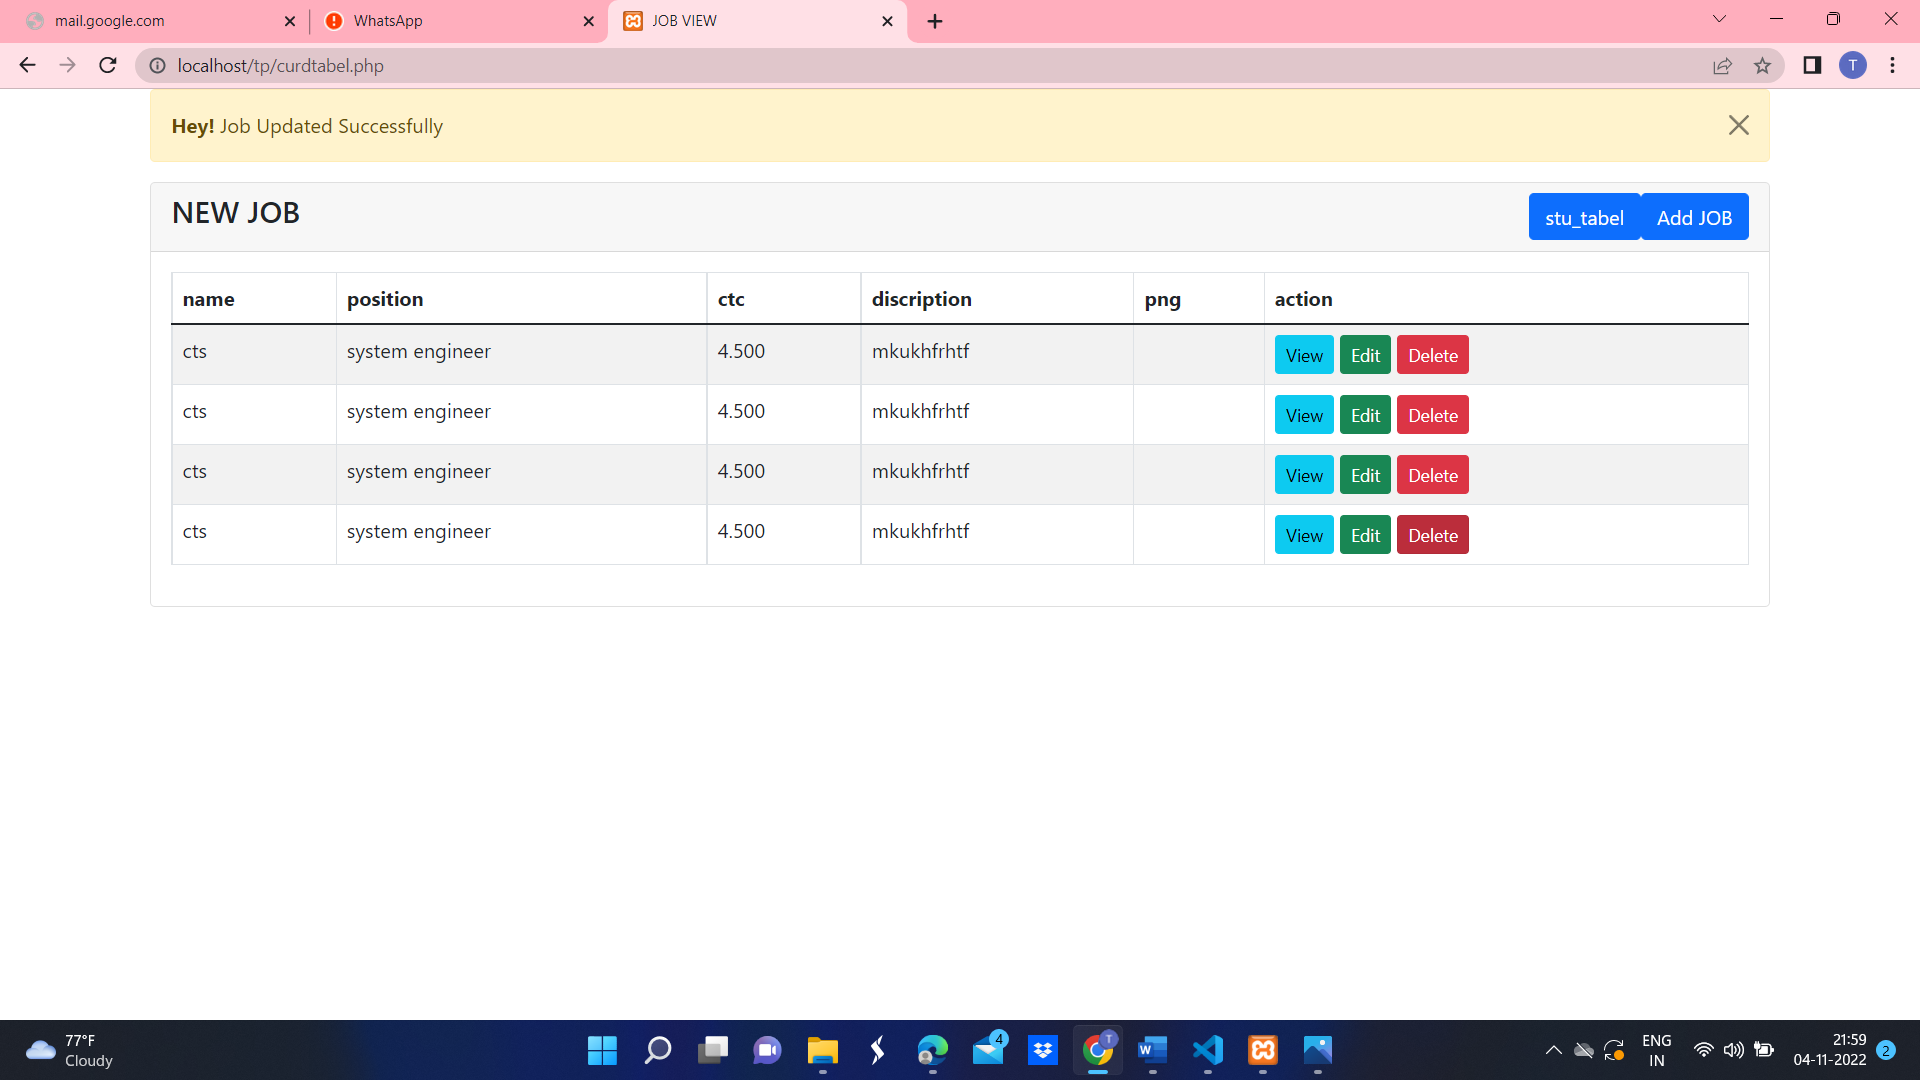 mail.google.com
WhatsApp
JOB VIEW
localhost/tp/curdtabel.php
T
Hey! Job Updated Successfully
NEW JOB
stu_tabel Add JOB
name position ctc discription png action
cts system engineer 4.500 mkukhfrhtf View Edit Delete
cts system engineer 4.500 mkukhfrhtf View Edit Delete
cts system engineer 4.500 mkukhfrhtf View Edit Delete
cts system engineer 4.500 mkukhfrhtf View Edit Delete
77°F
Cloudy
4
T
W
ENG
IN
21:59
04-11-2022
2